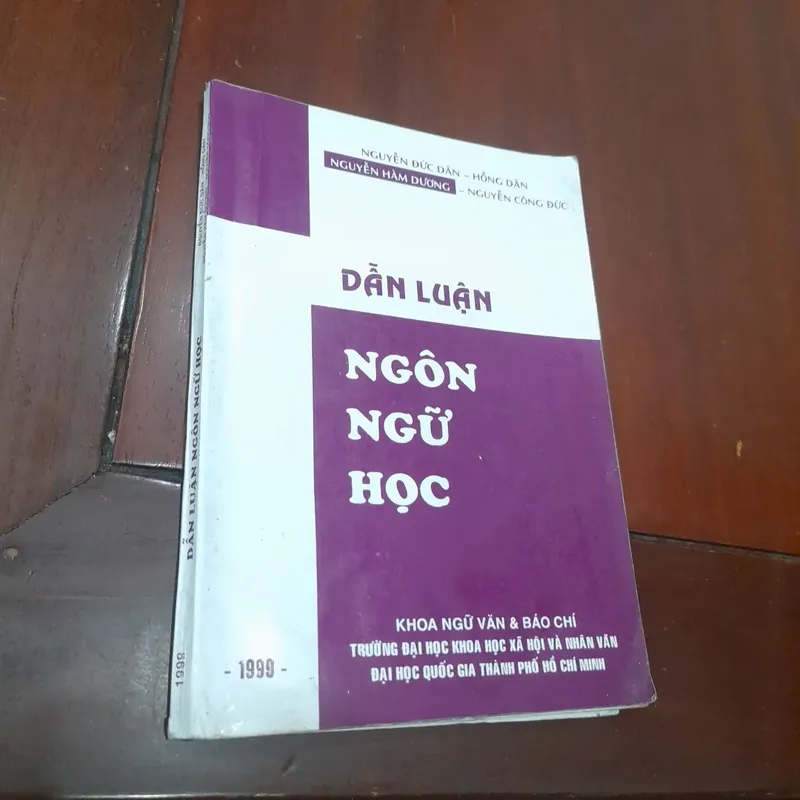 NGUYỄN ĐỨC DÂN – HỒNG DÂN
NGUYỄN HÀM DƯƠNG – NGUYỄN CÔNG ĐỨC
DẪN LUẬN
NGÔN
NGỮ
HỌC
KHOA NGỮ VĂN & BÁO CHÍ
TRƯỜNG ĐẠI HỌC KHOA HỌC XÃ HỘI VÀ NHÂN VĂN
ĐẠI HỌC QUỐC GIA THÀNH PHỐ HỒ CHÍ MINH
- 1999 -
DẪN LUẬN NGÔN NGỮ HỌC
1999